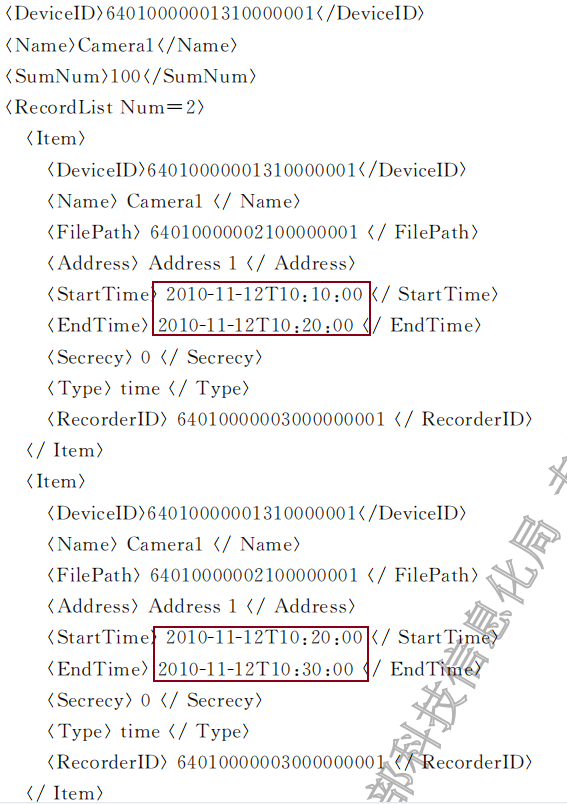 〈DeviceID〉64010000001310000001〈/DeviceID〉
〈Name〉Camera1〈/Name〉
〈SumNum〉100〈/SumNum〉
〈RecordList Num=2〉
〈Item〉
〈DeviceID〉64010000001310000001〈/DeviceID〉
〈Name〉 Camera1 〈/ Name〉
〈FilePath〉 64010000002100000001 〈/ FilePath〉
〈Address〉 Address 1 〈/ Address〉
〈StartTime〉 2010-11-12T10:10:00 〈/ StartTime〉
〈EndTime〉 2010-11-12T10:20:00 〈/ EndTime〉
〈Secrecy〉 0 〈/ Secrecy〉
〈Type〉 time 〈/ Type〉
〈RecorderID〉 64010000003000000001 〈/ RecorderID〉
〈/ Item〉
〈Item〉
〈DeviceID〉64010000001310000001〈/DeviceID〉
〈Name〉 Camera1 〈/ Name〉
〈FilePath〉 64010000002100000001 〈/ FilePath〉
〈Address〉 Address 1 〈/ Address〉
〈StartTime〉 2010-11-12T10:20:00 〈/ StartTime〉
〈EndTime〉 2010-11-12T10:30:00 〈/ EndTime〉
〈Secrecy〉 0 〈/ Secrecy〉
〈Type〉 time 〈/ Type〉
〈RecorderID〉 64010000003000000001 〈/ RecorderID〉
〈/ Item〉
部科技信息化局